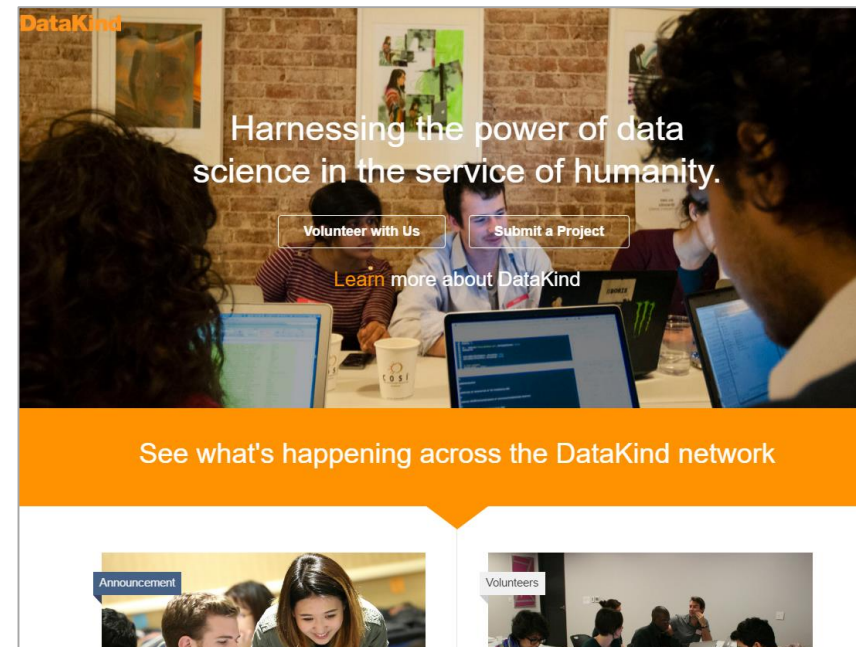 DataKind
Harnessing the power of data
science in the service of humanity.
Volunteer with Us
Submit a Project
Learn more about DataKind
COSÍ
See what's happening across the DataKind network
Announcement
Volunteers